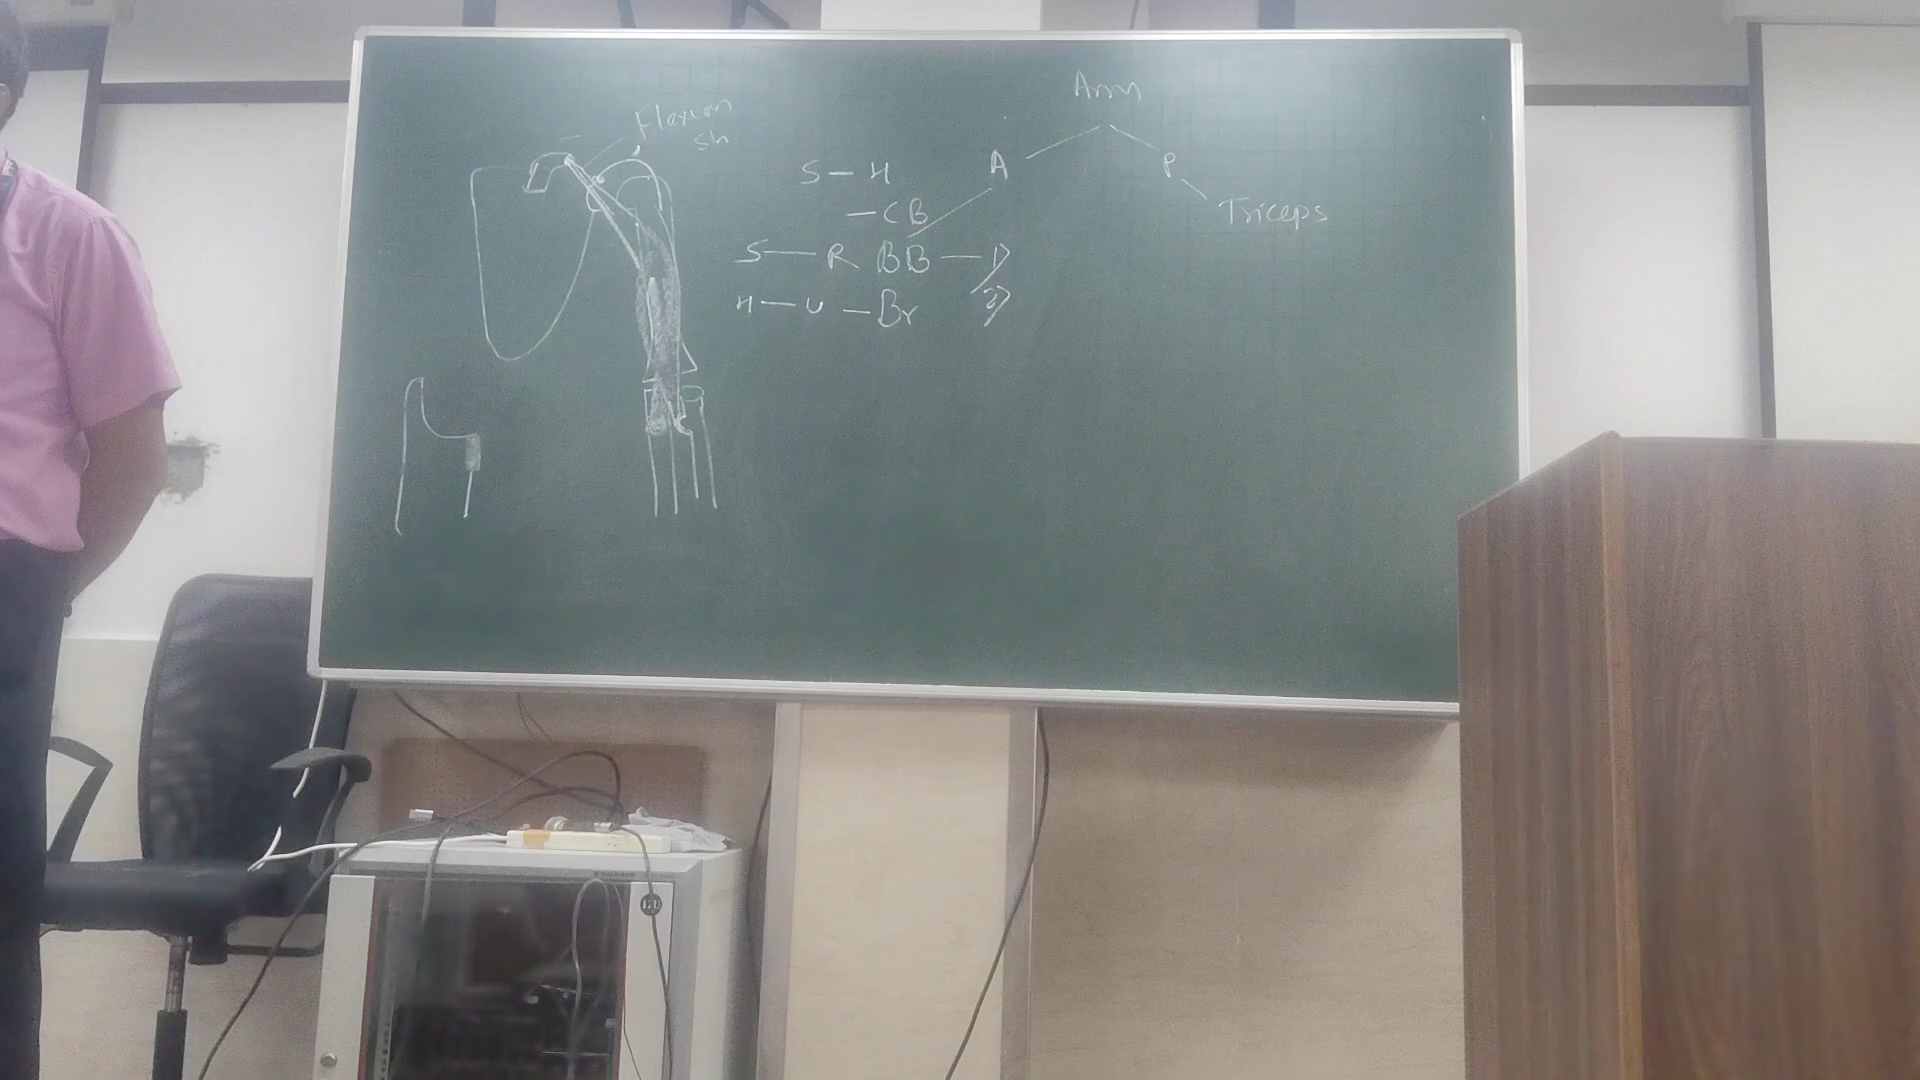 Arm
Flexion
sh
A
P
S — H
Triceps
— CB
S — R BB — 1>
2>
H — U — Br